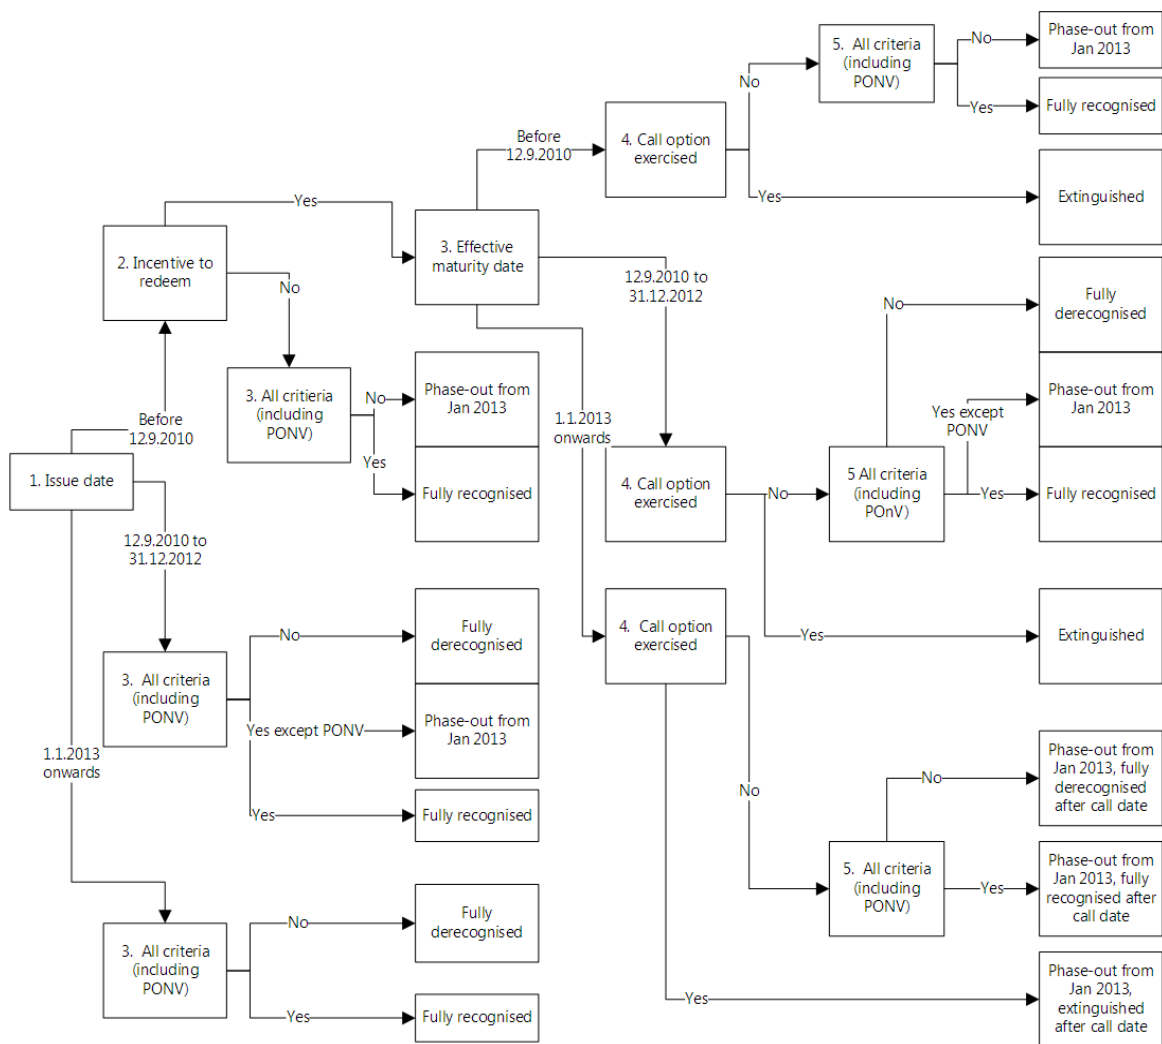 5.  All criteria
(including
PONV)
No
Phase-out from
Jan 2013
Yes
Fully recognised
No
Before
12.9.2010
4. Call option
exercised
Yes
Extinguished
Yes
2. Incentive to
redeem
3. Effective
maturity date
No
12.9.2010 to
31.12.2012
No
Fully
derecognised
3. All critieria
(including
PONV)
No
Phase-out from
Jan 2013
Yes
Fully recognised
1.1.2013
onwards
Yes except
PONV
Phase-out from
Jan 2013
Before
12.9.2010
1. Issue date
4. Call option
exercised
No
5 All criteria
(including
POnV)
Yes
Fully recognised
12.9.2010 to
31.12.2012
3.  All criteria
(including
PONV)
No
Fully
derecognised
Yes except PONV
Phase-out from
Jan 2013
Yes
Fully recognised
4.  Call option
exercised
Yes
Extinguished
1.1.2013
onwards
No
5.  All criteria
(including
PONV)
No
Phase-out from
Jan 2013, fully
derecognised
after call date
Yes
Phase-out from
Jan 2013, fully
recognised after
call date
3.  All criteria
(including
PONV)
No
Fully
derecognised
Yes
Fully recognised
Yes
Phase-out from
Jan 2013,
extinguished
after call date